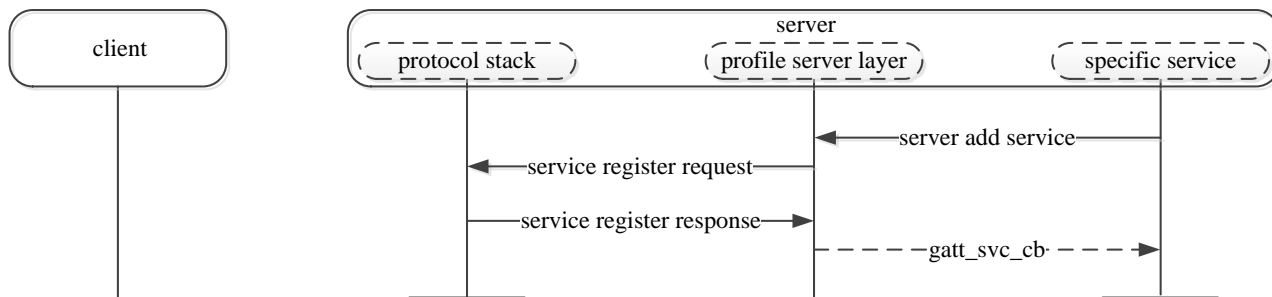 client
server
protocol stack
profile server layer
specific service
server add service
service register request
service register response
gatt_svc_cb